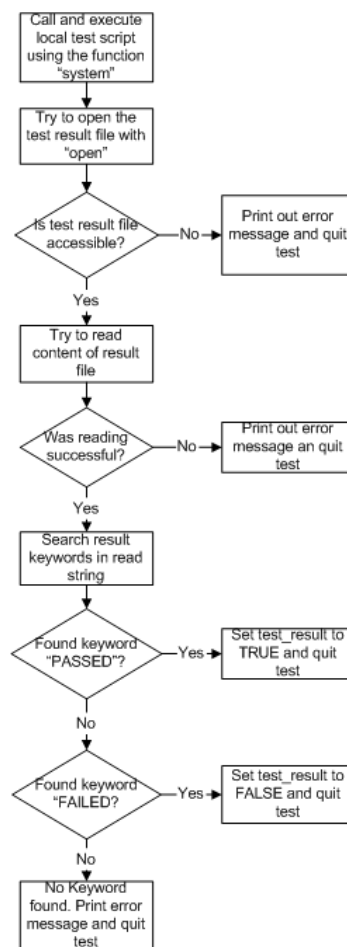 Call and execute
local test script
using the function
“system”
Try to open the
test result file with
“open”
Is test result file
accessible?
No
Print out error
message and quit
test
Yes
Try to read
content of result
file
Was reading
successful?
No
Print out error
message an quit
test
Yes
Search result
keywords in read
string
Found keyword
“PASSED”?
Yes
Set test_result to
TRUE and quit
test
No
Found keyword
“FAILED?
Yes
Set test_result to
FALSE and quit
test
No
No Keyword
found. Print error
message and quit
test